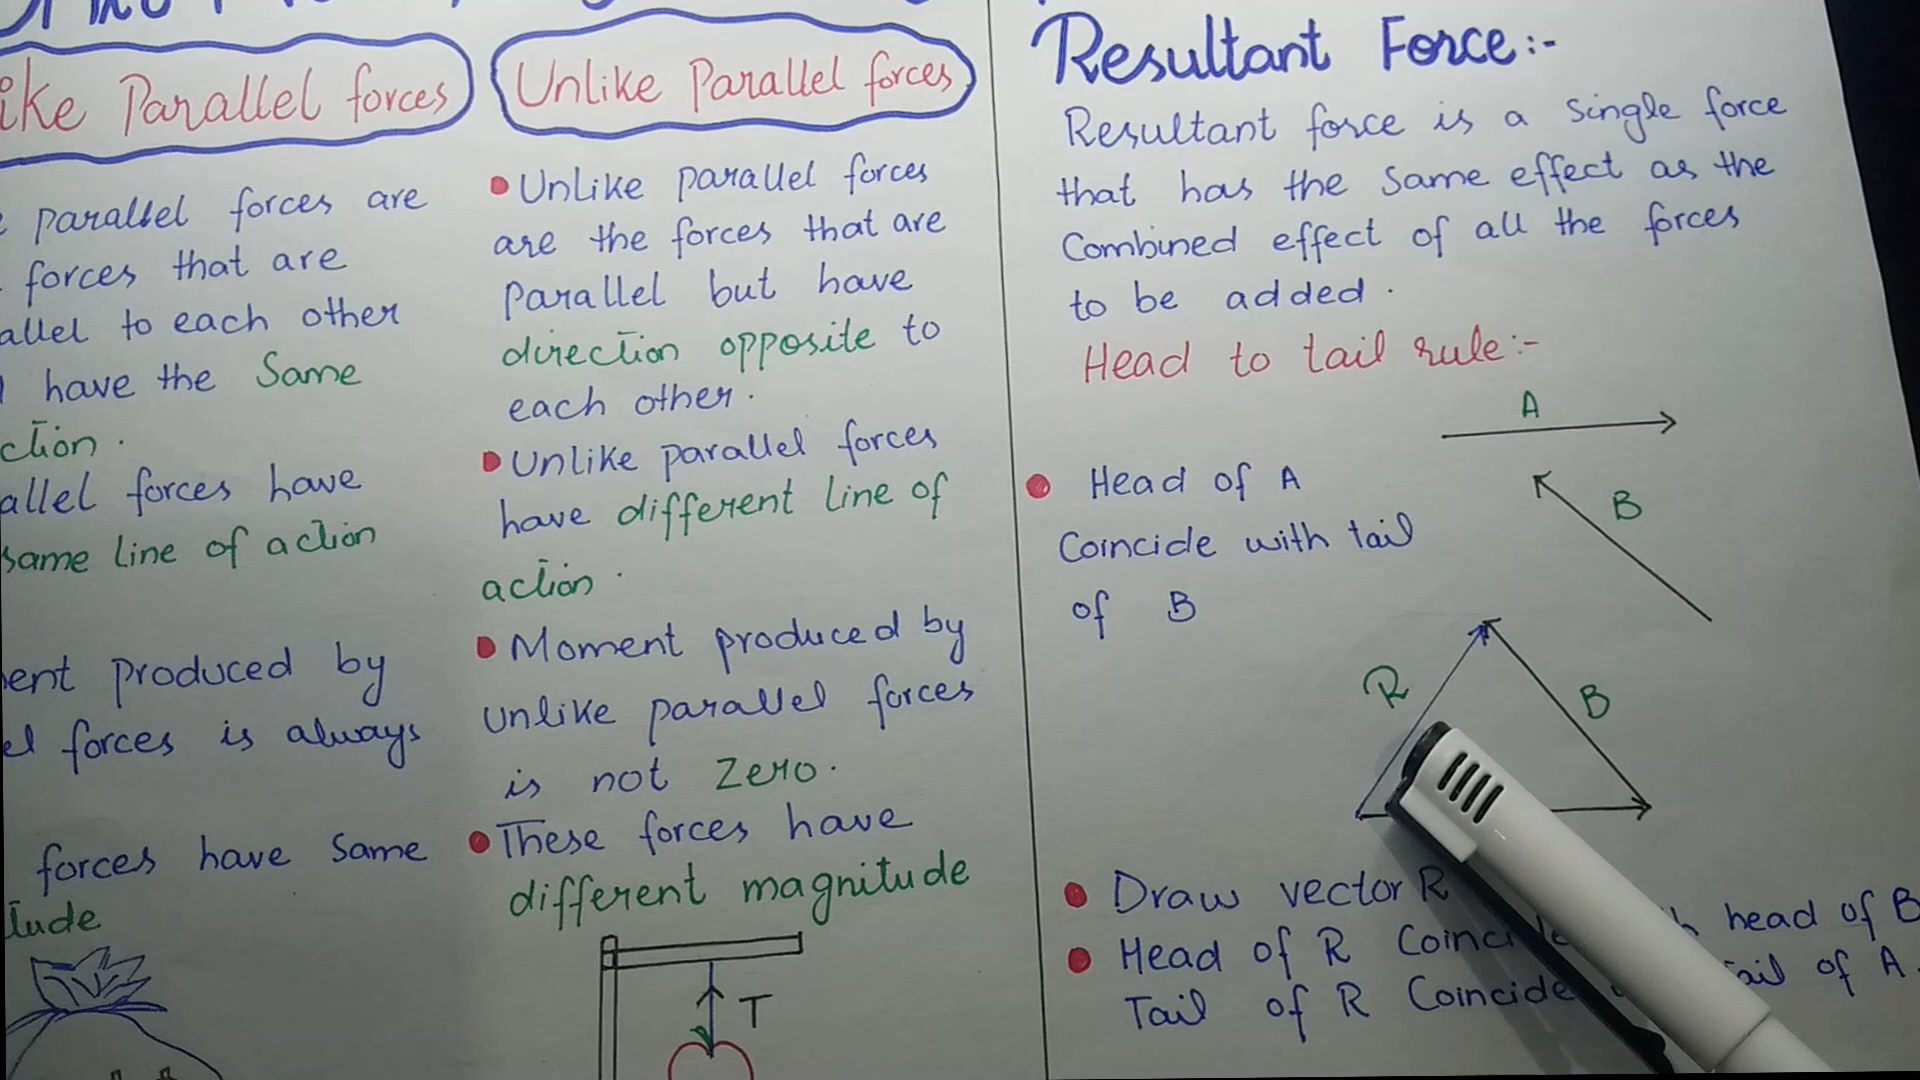 ike Parallel forces
parallel forces are
forces that are
allel to each other
have the Same
ction.
allel forces have
same line of action
ent produced by
el forces is always
forces have same
tude
Unlike Parallel forces
Unlike parallel forces
are the forces that are
parallel but have
direction opposite to
each other.
Unlike parallel forces
have different line of
action.
Moment produced by
unlike parallel forces
is not zero.
These forces have
different magnitude
T
Resultant Force:-
Resultant force is a single force
that has the same effect as the
Combined effect of all the forces
to be added.
Head to tail rule:-
A
Head of A
Coincide with tail
of B
B
R
B
Draw vector R
Head of R Coinci h head of B
Tail of R Coincide tail of A.